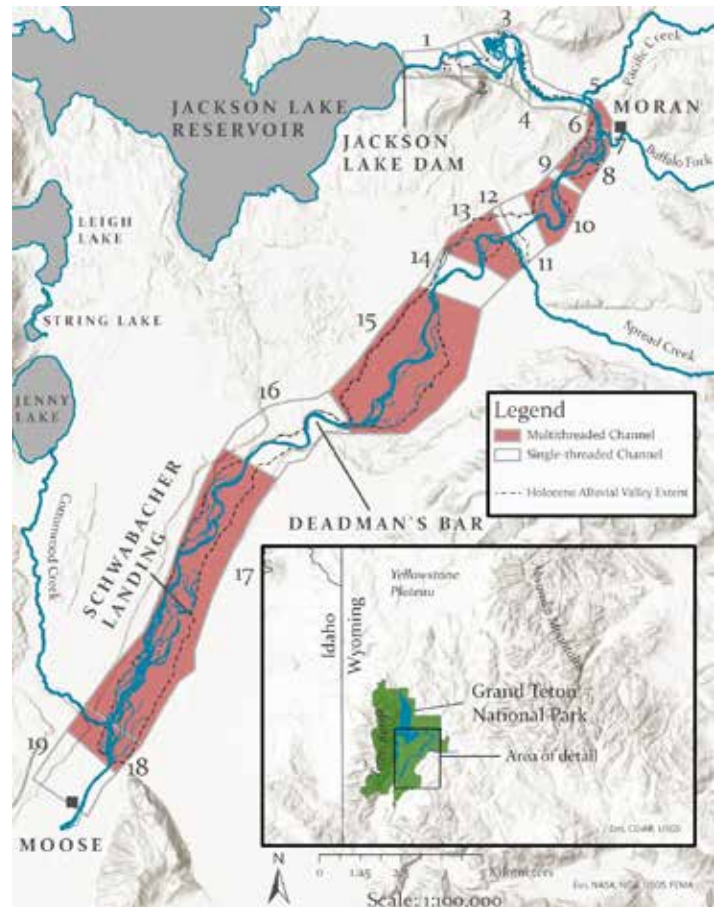 1
2
3
4
5
Pacific Creek
MORAN
6
7
Buffalo Fork
8
9
10
11
12
13
14
JACKSON LAKE
RESERVOIR
JACKSON
LAKE DAM
LEIGH
LAKE
STRING LAKE
JENNY
LAKE
Spread Creek
15
16
Legend
Multithreaded Channel
Single-threaded Channel
Holocene Alluvial Valley Extent
DEADMAN'S BAR
SCHWABACHER
LANDING
17
Cottonwood Creek
18
19
MOOSE
Yellowstone
Plateau
Idaho
Wyoming
Grand Teton
National Park
Area of detail
N
Kilometers
Scale: 1:100,000